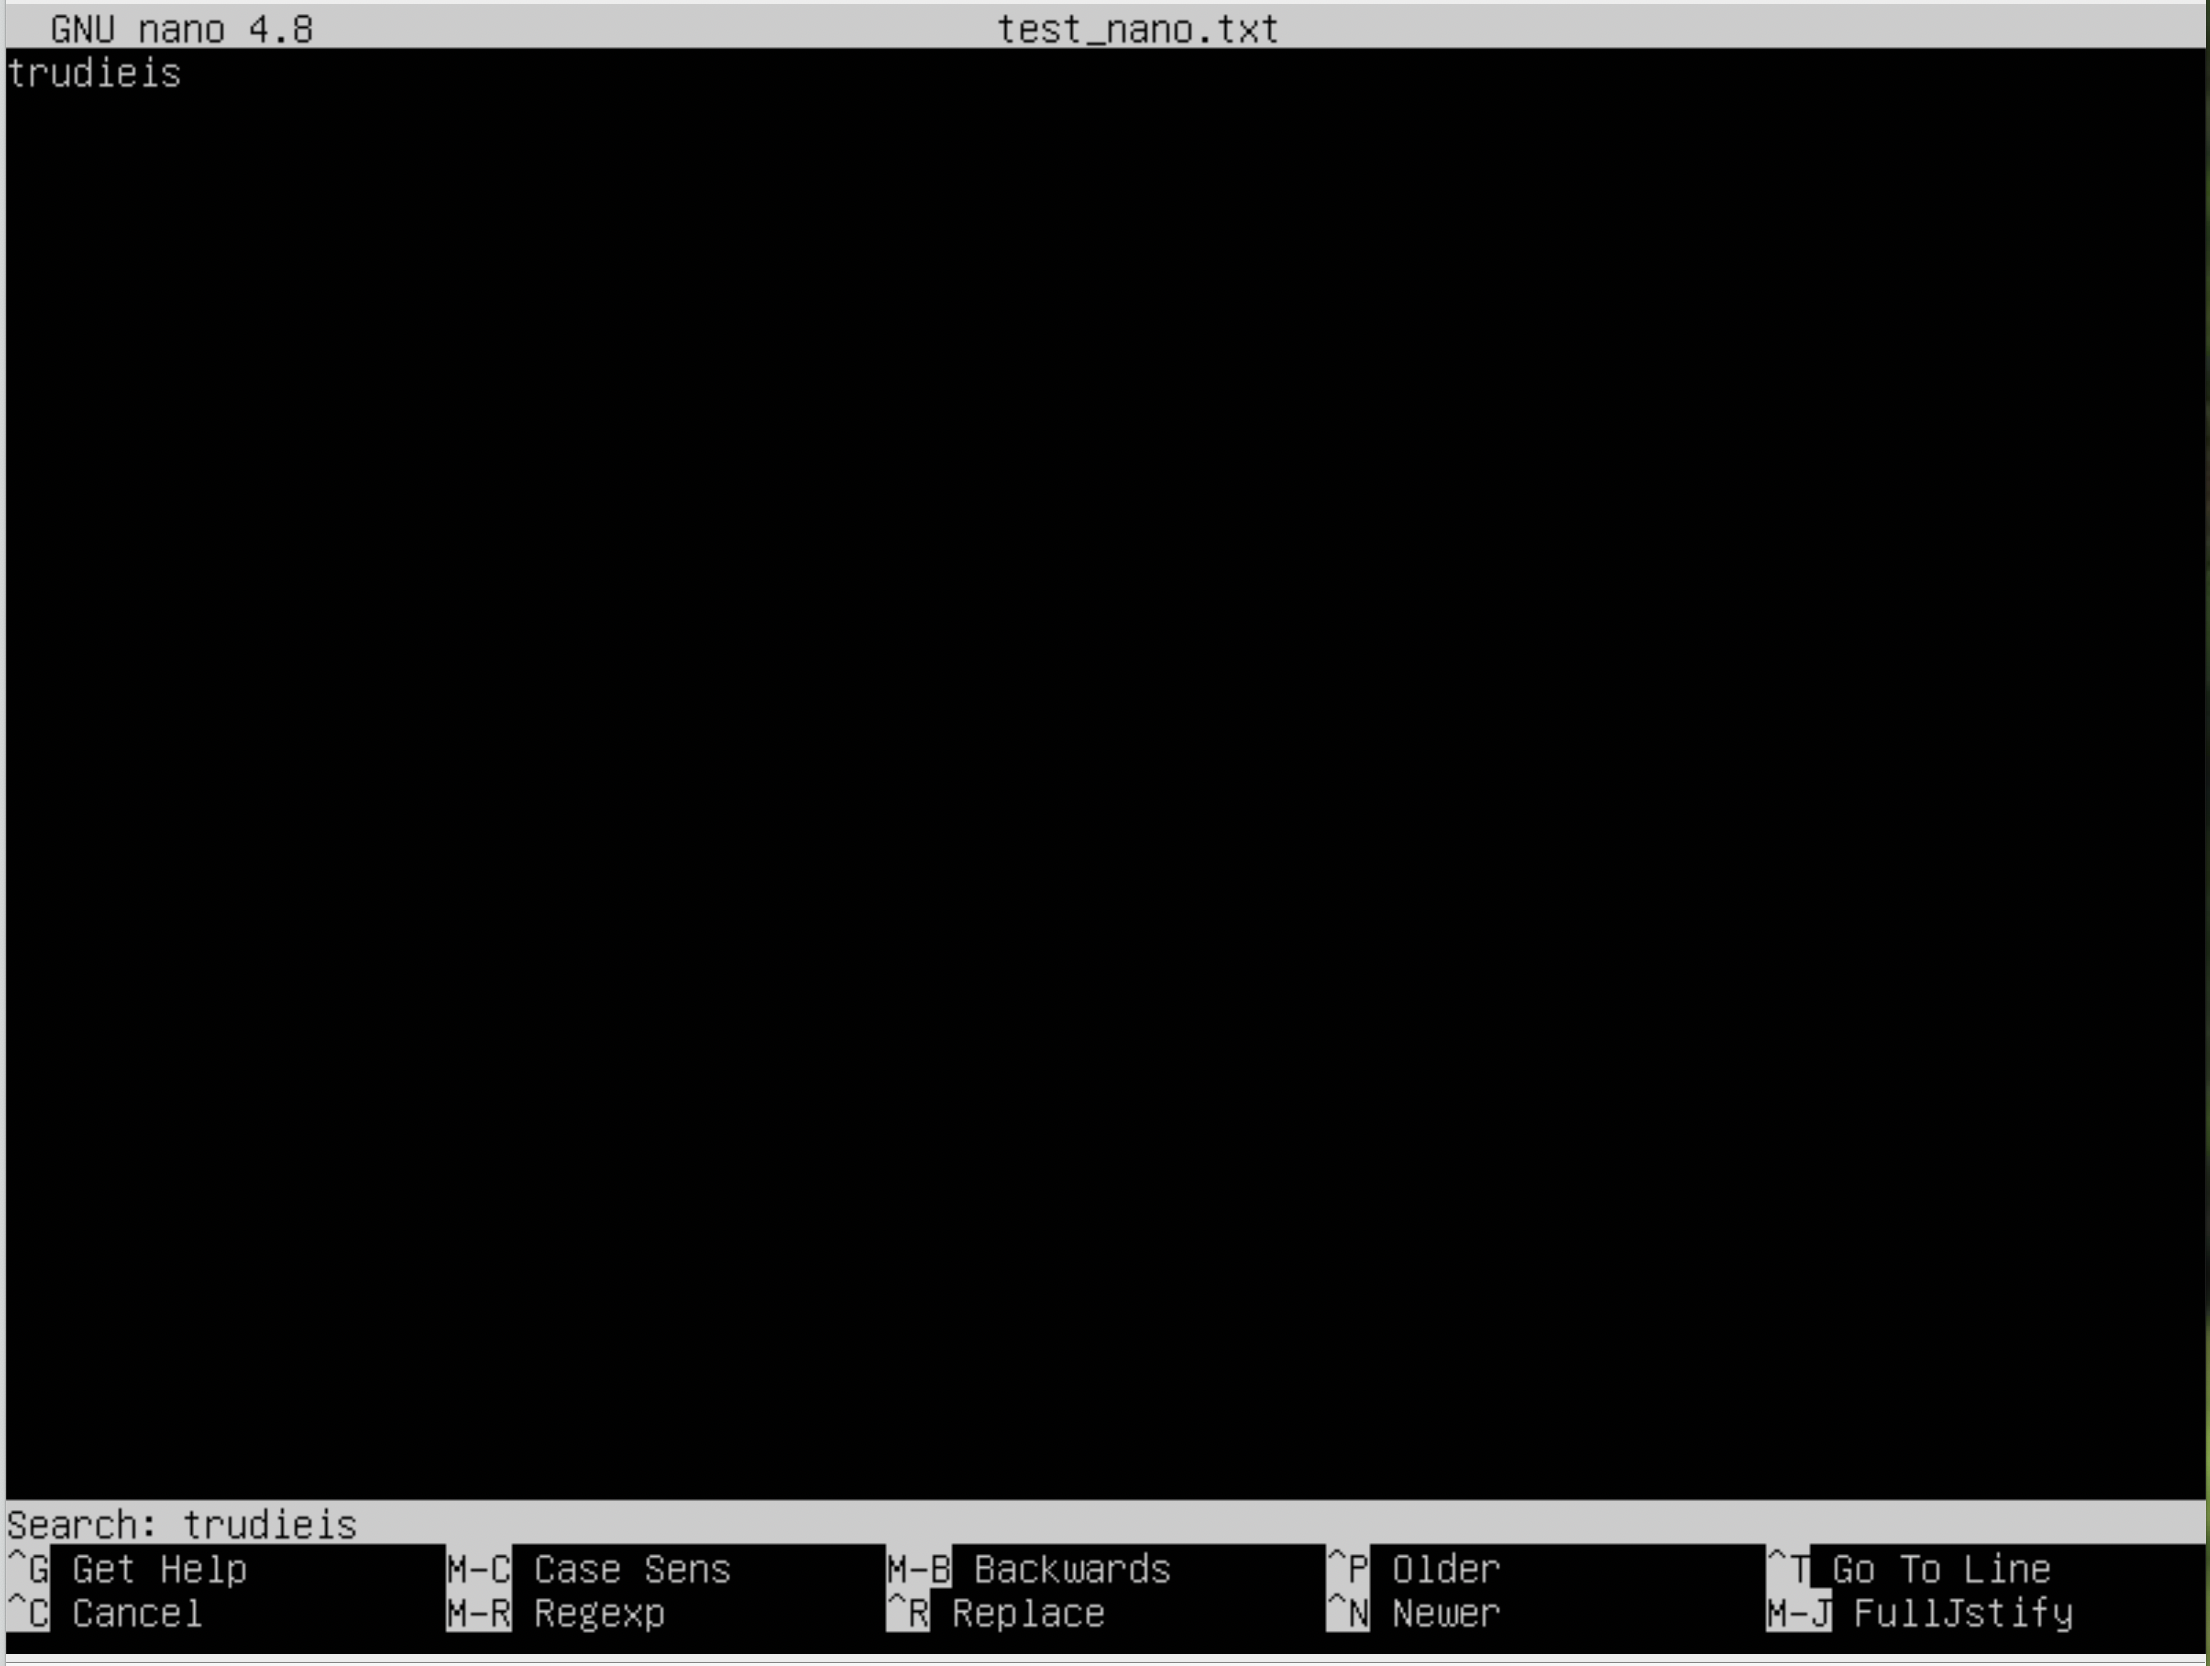 GNU nano 4.8 test_nano.txt
trudieis
Search: trudieis
^G Get Help M-C Case Sens M-B Backwards ^P Older ^T Go To Line
^C Cancel M-R Regexp ^R Replace ^N Newer M-J FullJstify